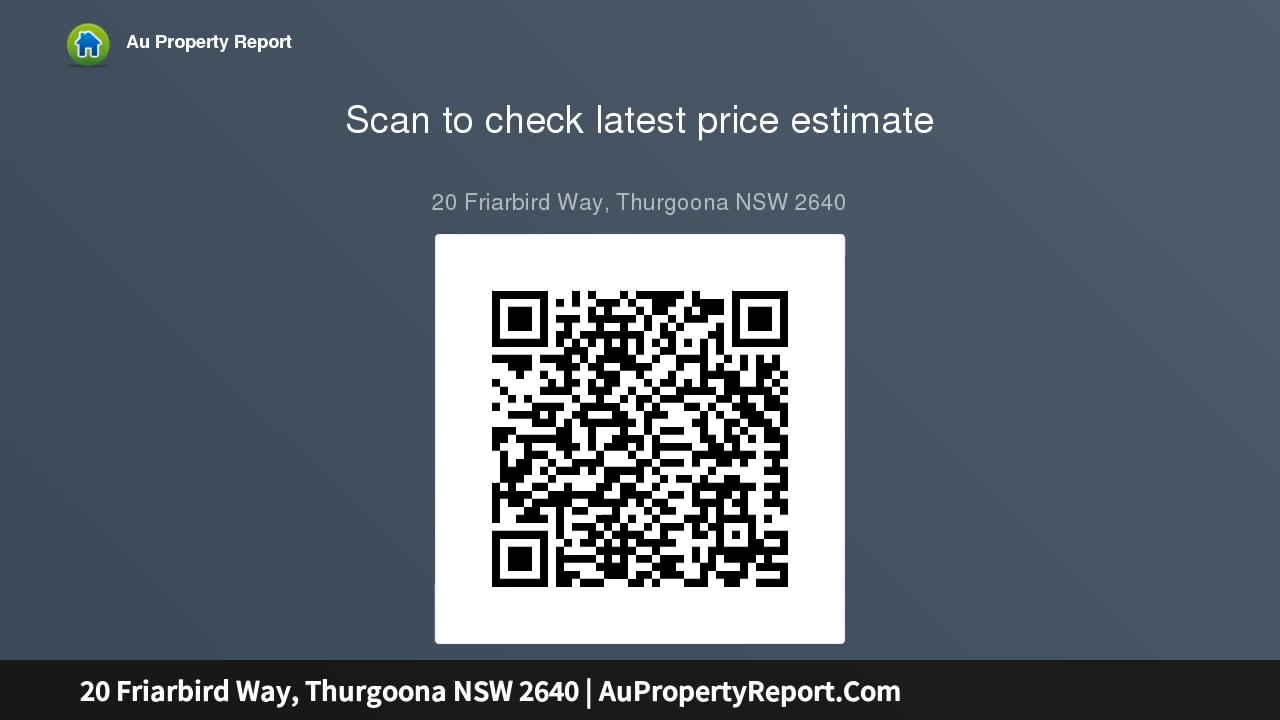 Au Property Report
Scan to check latest price estimate
20 Friarbird Way, Thurgoona NSW 2640
20 Friarbird Way, Thurgoona NSW 2640 | AuPropertyReport.Com